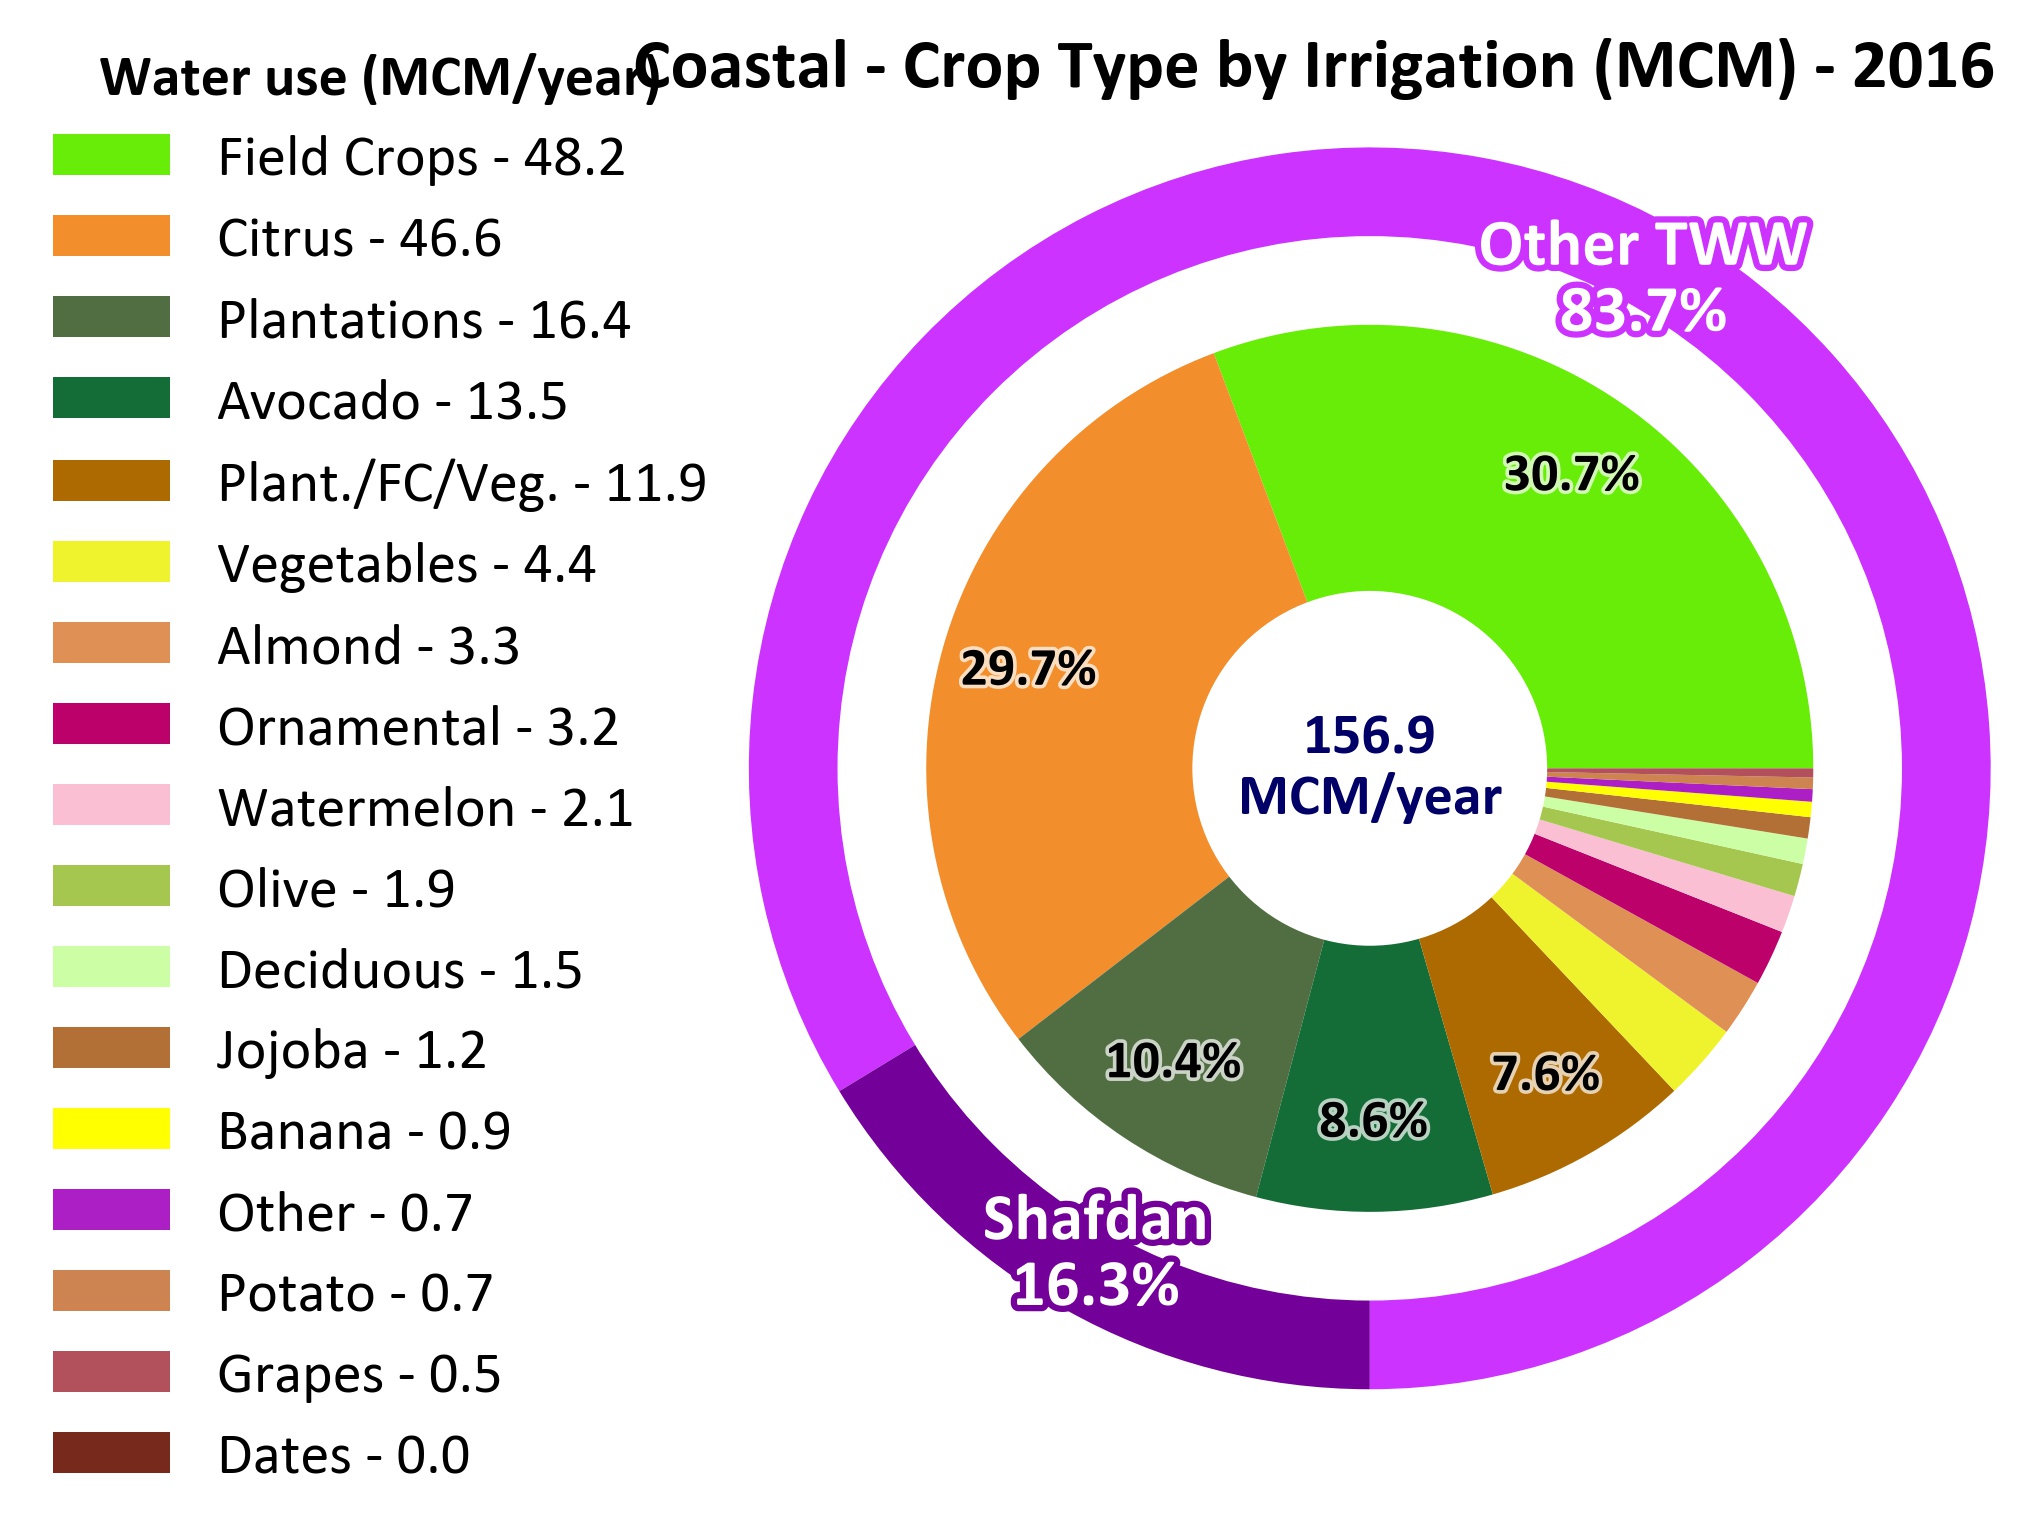 Water use (MCM/year)
Field Crops - 48.2
Citrus - 46.6
Plantations - 16.4
Avocado - 13.5
Plant./FC/Veg. - 11.9
Vegetables - 4.4
Almond - 3.3
Ornamental - 3.2
Watermelon - 2.1
Olive - 1.9
Deciduous - 1.5
Jojoba - 1.2
Banana - 0.9
Other - 0.7
Potato - 0.7
Grapes - 0.5
Dates - 0.0
Coastal - Crop Type by Irrigation (MCM) - 2016
Other TWW
83.7%
30.7%
29.7%
156.9
MCM/year
10.4%
7.6%
8.6%
Shafdan
16.3%